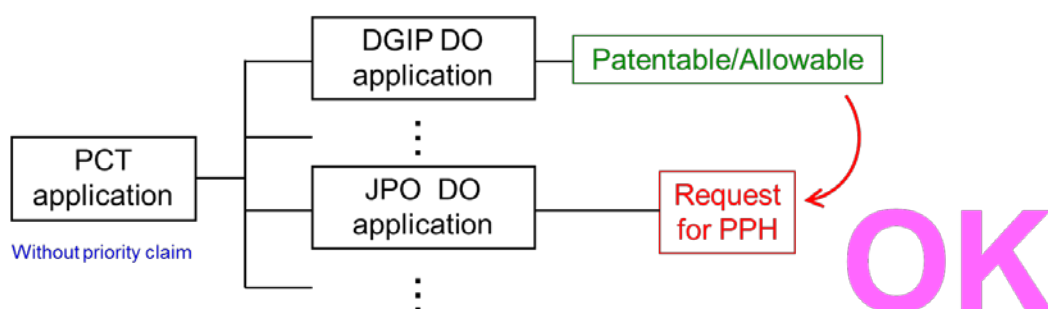 DGIP DO
application
Patentable/Allowable
PCT
application
Without priority claim
JPO DO
application
Request
for PPH
OK